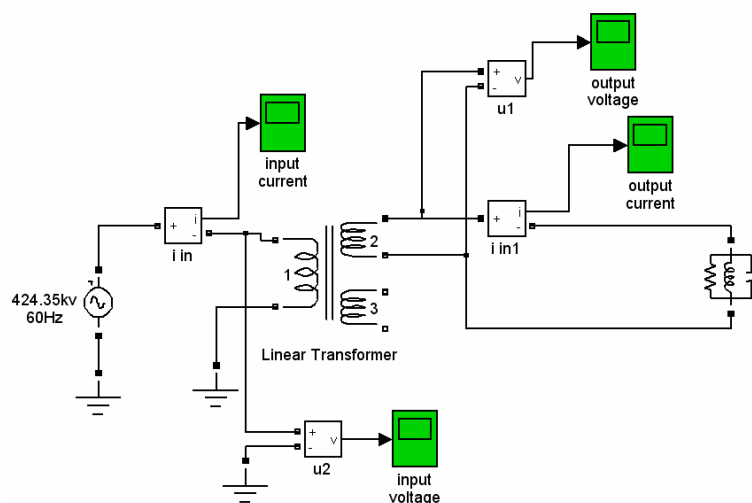 +
-
v
u1
output
voltage
input
current
+
-
i
i in
+
-
i
i in1
output
current
1
2
3
424.35kv
60Hz
Linear Transformer
+
-
v
u2
input
voltage